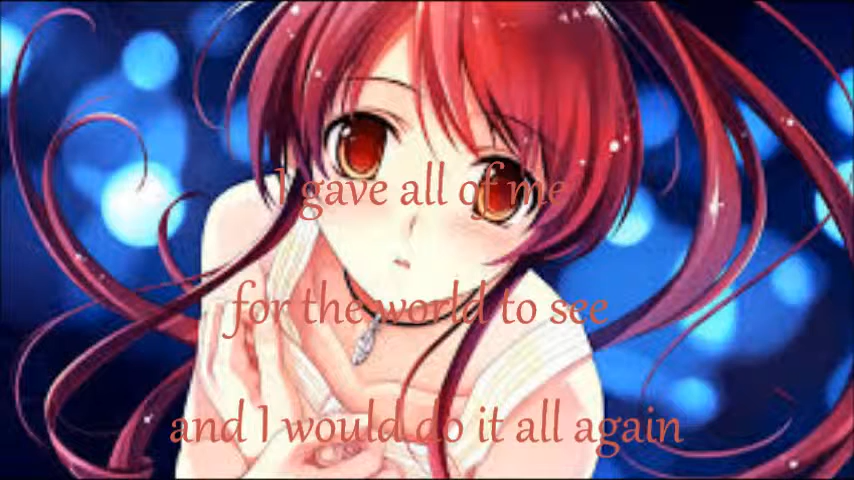 I gave all of me
for the world to see
and I would do it all again